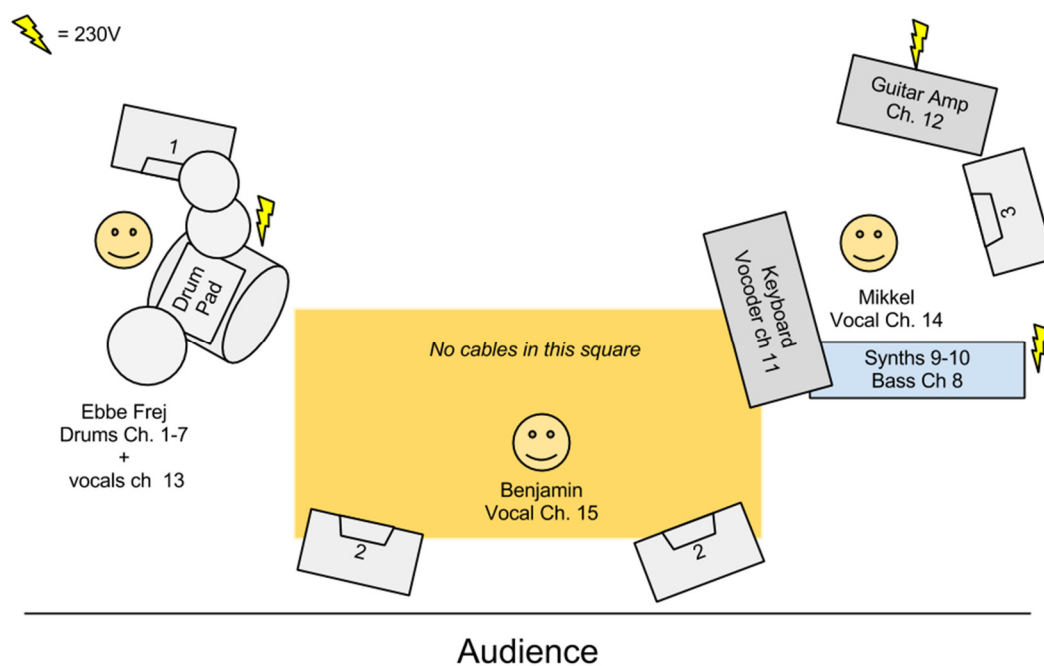 = 230V
Guitar Amp
Ch. 12
1
3
Drum
Pad
Keyboard
Vocoder ch 11
Mikkel
Vocal Ch. 14
Synths 9-10
Bass Ch 8
No cables in this square
Ebbe Frej
Drums Ch. 1-7
+
vocals ch 13
Benjamin
Vocal Ch. 15
2
2
Audience